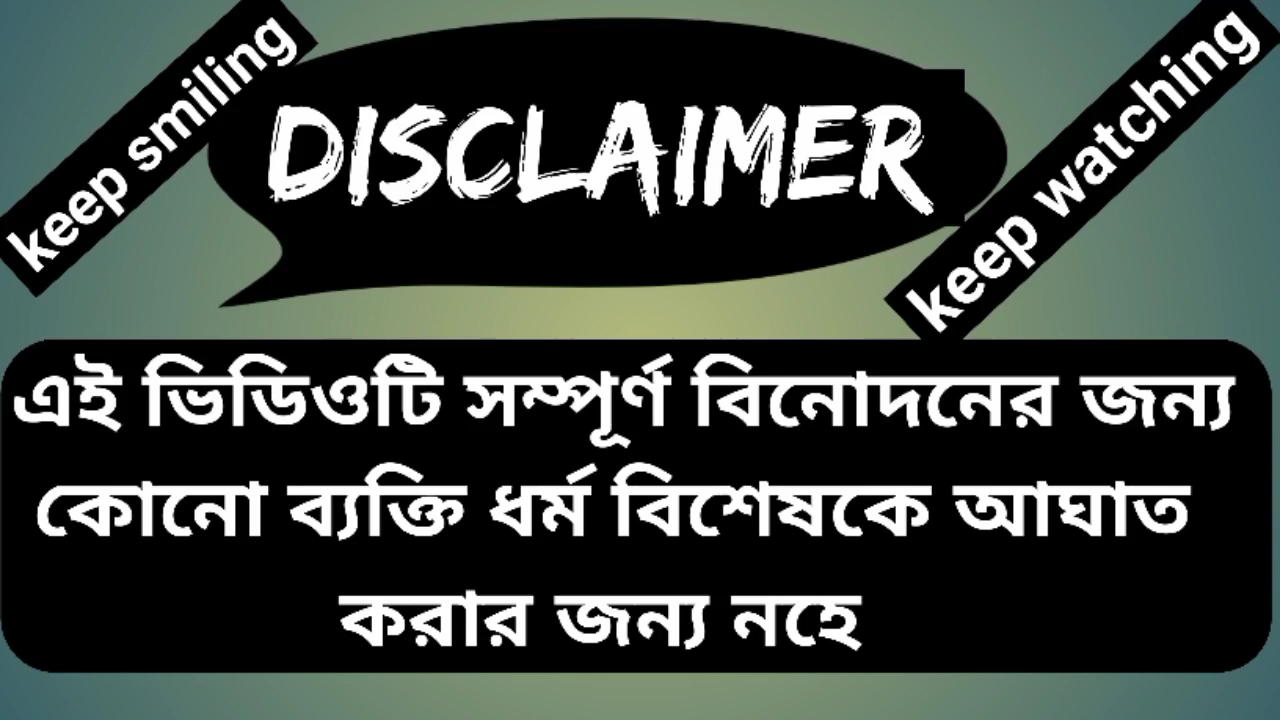 keep smiling
DISCLAIMER
keep watching
এই ভিডিওটি সম্পূর্ণ বিনোদনের জন্য
কোনো ব্যক্তি ধর্ম বিশেষকে আঘাত
করার জন্য নহে